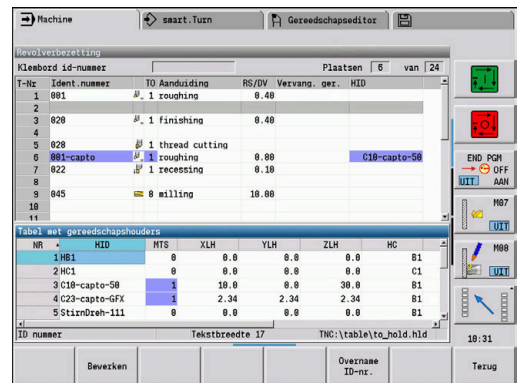 Machine smart.Turn Gereedschapseditor
Revolverbezetting
Klembord id-nummer Plaatsen 6 van 24
T-Nr Ident.nummer TO Aanduiding RS/DV Vervang. ger. HID
1 001 1 roughing 0.40
2
3 020 1 finishing 0.40
4
5 028 1 thread cutting
6 001-capto 1 roughing 0.80 C10-capto-50
7 022 1 recessing 0.10
8
9 045 8 milling 10.00
10
11
Tabel met gereedschapshouders
NR HID MTS XLH YLH ZLH HC
1 HB1 0 0.0 0.0 0.0 B1
2 HC1 0 0.0 0.0 0.0 C1
3 C10-capto-50 1 10.0 0.0 30.0 B1
4 C23-capto-GFX 1 2.34 2.34 2.34 B1
5 StirnDreh-111 0 0.0 0.0 0.0 B1
ID nummer Tekstbreedte 17 TNC:\table\to_hold.hld
1
0
END PGM
OFF
UIT AAN
M07
UIT
M08
UIT
10:31
Bewerken Overname ID-nr. Terug